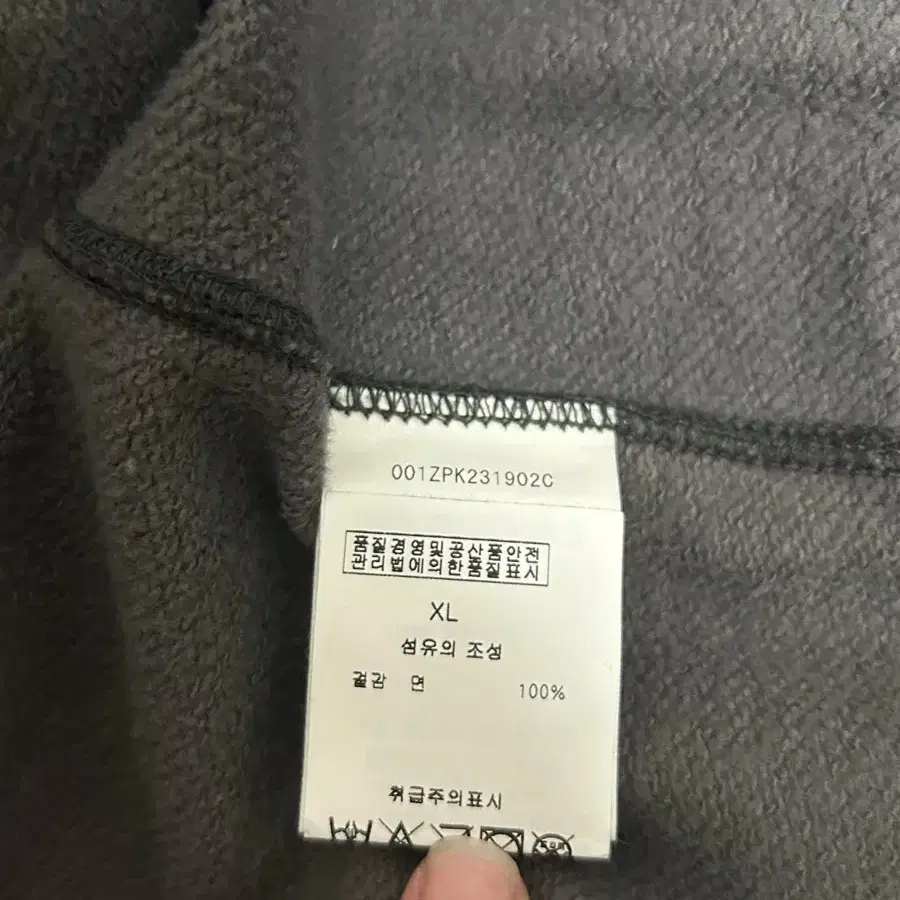 001ZPK231902C
품질경영및공산품안전
관리법에의한품질표시
XL
섬유의 조성
겉감 면 100%
취급주의표시